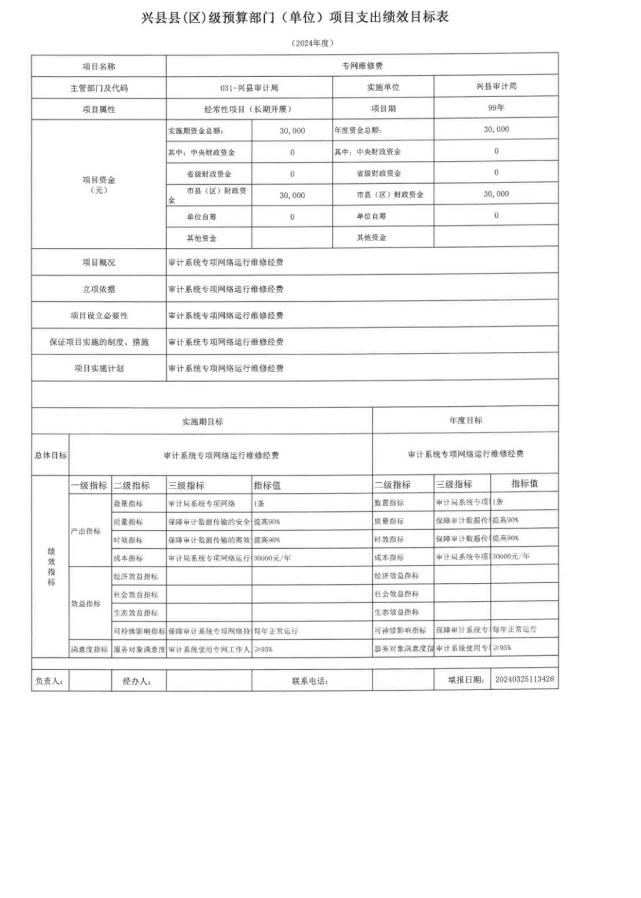 兴县县(区)级预算部门（单位）项目支出绩效目标表
（2024年度）
项目名称 专网维修费
主管部门及代码 031-兴县审计局 实施单位 兴县审计局
项目属性 经常性项目（长期开展） 项目期 99年
项目资金（元） 实施期资金总额： 30,000 年度资金总额： 30,000
其中：中央财政资金 0 其中：中央财政资金 0
省级财政资金 0 省级财政资金 0
市县（区）财政资金 30,000 市县（区）财政资金 30,000
单位自筹 0 单位自筹 0
其他资金 其他资金
项目概况 审计系统专项网络运行维修经费
立项依据 审计系统专项网络运行维修经费
项目设立必要性 审计系统专项网络运行维修经费
保证项目实施的制度、措施 审计系统专项网络运行维修经费
项目实施计划 审计系统专项网络运行维修经费
实施期目标 年度目标
总体目标 审计系统专项网络运行维修经费 审计系统专项网络运行维修经费
绩效指标 一级指标 二级指标 三级指标 指标值 二级指标 三级指标 指标值
产出指标 数量指标 审计局系统专项网络 1条 数量指标 审计局系统专项 1条
质量指标 保障审计数据传输的安全 提高90% 质量指标 保障审计数据传 提高90%
时效指标 保障审计数据传输的高效 提高90% 时效指标 保障审计数据传 提高90%
成本指标 审计局系统专项网络运行 30000元/年 成本指标 审计局系统专项 30000元/年
效益指标 经济效益指标 经济效益指标
社会效益指标 社会效益指标
生态效益指标 生态效益指标
可持续影响指标 保障审计系统专项网络持 每年正常运行 可持续影响指标 保障审计系统专 每年正常运行
满意度指标 服务对象满意度 审计系统使用专网工作人 ≥95% 服务对象满意度指 审计系统使用专 ≥95%
负责人： 经办人： 联系电话： 填报日期： 20240325113426